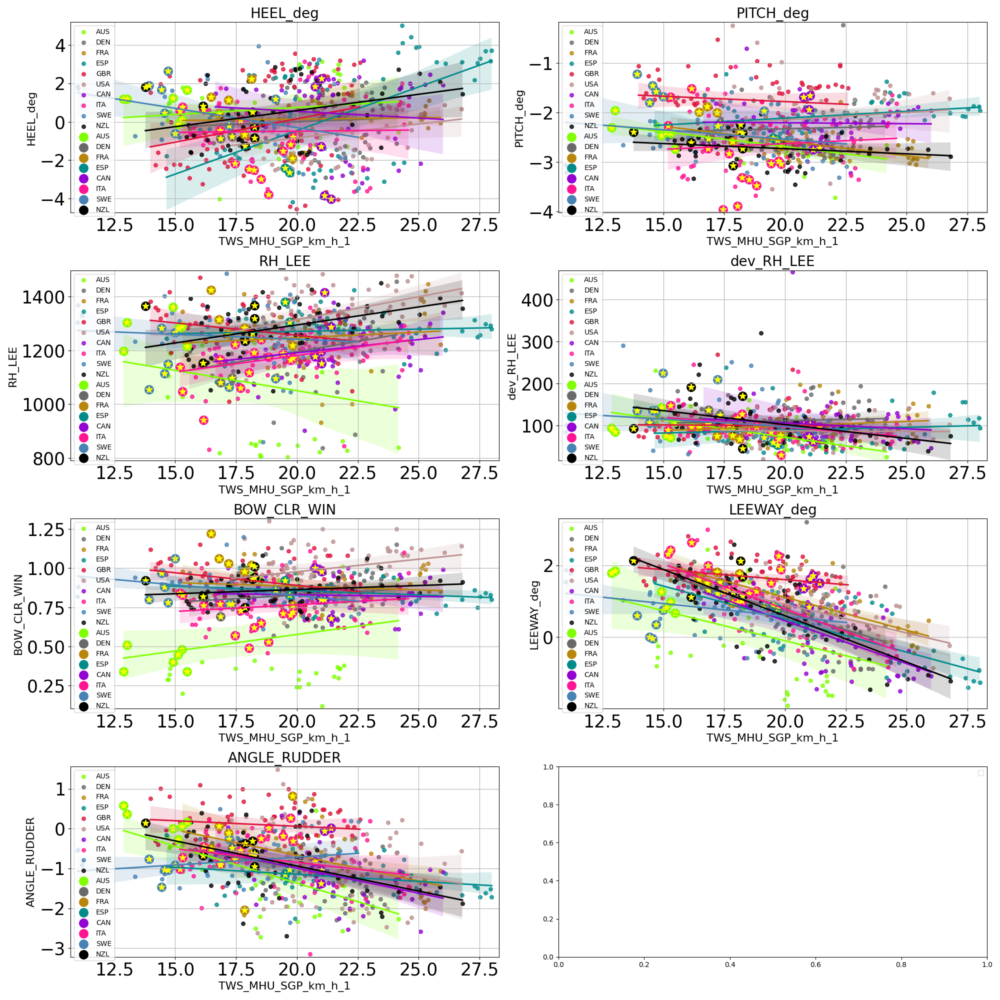 HEEL_deg
4
2
0
−2
−4
HEEL_deg
12.5 15.0 17.5 20.0 22.5 25.0 27.5
TWS_MHU_SGP_km_h_1
AUS
DEN
FRA
ESP
GBR
USA
CAN
ITA
SWE
NZL
AUS
DEN
FRA
ESP
CAN
ITA
SWE
NZL
PITCH_deg
−1
−2
−3
−4
PITCH_deg
12.5 15.0 17.5 20.0 22.5 25.0 27.5
TWS_MHU_SGP_km_h_1
AUS
DEN
FRA
ESP
GBR
USA
CAN
ITA
SWE
NZL
AUS
DEN
FRA
ESP
CAN
ITA
SWE
NZL
RH_LEE
1400
1200
1000
800
RH_LEE
12.5 15.0 17.5 20.0 22.5 25.0 27.5
TWS_MHU_SGP_km_h_1
AUS
DEN
FRA
ESP
GBR
USA
CAN
ITA
SWE
NZL
AUS
DEN
FRA
ESP
CAN
ITA
SWE
NZL
dev_RH_LEE
400
300
200
100
dev_RH_LEE
12.5 15.0 17.5 20.0 22.5 25.0 27.5
TWS_MHU_SGP_km_h_1
AUS
DEN
FRA
ESP
GBR
USA
CAN
ITA
SWE
NZL
AUS
DEN
FRA
ESP
CAN
ITA
SWE
NZL
BOW_CLR_WIN
1.25
1.00
0.75
0.50
0.25
BOW_CLR_WIN
12.5 15.0 17.5 20.0 22.5 25.0 27.5
TWS_MHU_SGP_km_h_1
AUS
DEN
FRA
ESP
GBR
USA
CAN
ITA
SWE
NZL
AUS
DEN
FRA
ESP
CAN
ITA
SWE
NZL
LEEWAY_deg
2
0
LEEWAY_deg
12.5 15.0 17.5 20.0 22.5 25.0 27.5
TWS_MHU_SGP_km_h_1
AUS
DEN
FRA
ESP
GBR
USA
CAN
ITA
SWE
NZL
AUS
DEN
FRA
ESP
CAN
ITA
SWE
NZL
ANGLE_RUDDER
1
0
−1
−2
−3
ANGLE_RUDDER
12.5 15.0 17.5 20.0 22.5 25.0 27.5
TWS_MHU_SGP_km_h_1
AUS
DEN
FRA
ESP
GBR
USA
CAN
ITA
SWE
NZL
AUS
DEN
FRA
ESP
CAN
ITA
SWE
NZL
1.0
0.8
0.6
0.4
0.2
0.0
0.0 0.2 0.4 0.6 0.8 1.0